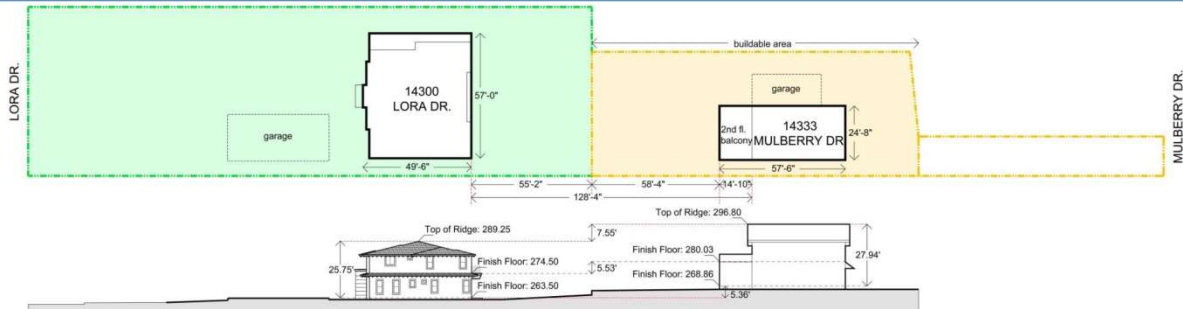 LORA DR.
buildable area
MULBERRY DR.
14300
LORA DR.
57'-0"
garage
garage
2nd fl.
balcony
14333
MULBERRY DR
24'-8"
49'-6"
57'-6"
55'-2"
58'-4"
14'-10"
128'-4"
Top of Ridge: 289.25
25.75'
Finish Floor: 274.50
Finish Floor: 263.50
7.55'
5.53'
Top of Ridge: 296.80
Finish Floor: 280.03
Finish Floor: 268.86
27.94'
5.36'